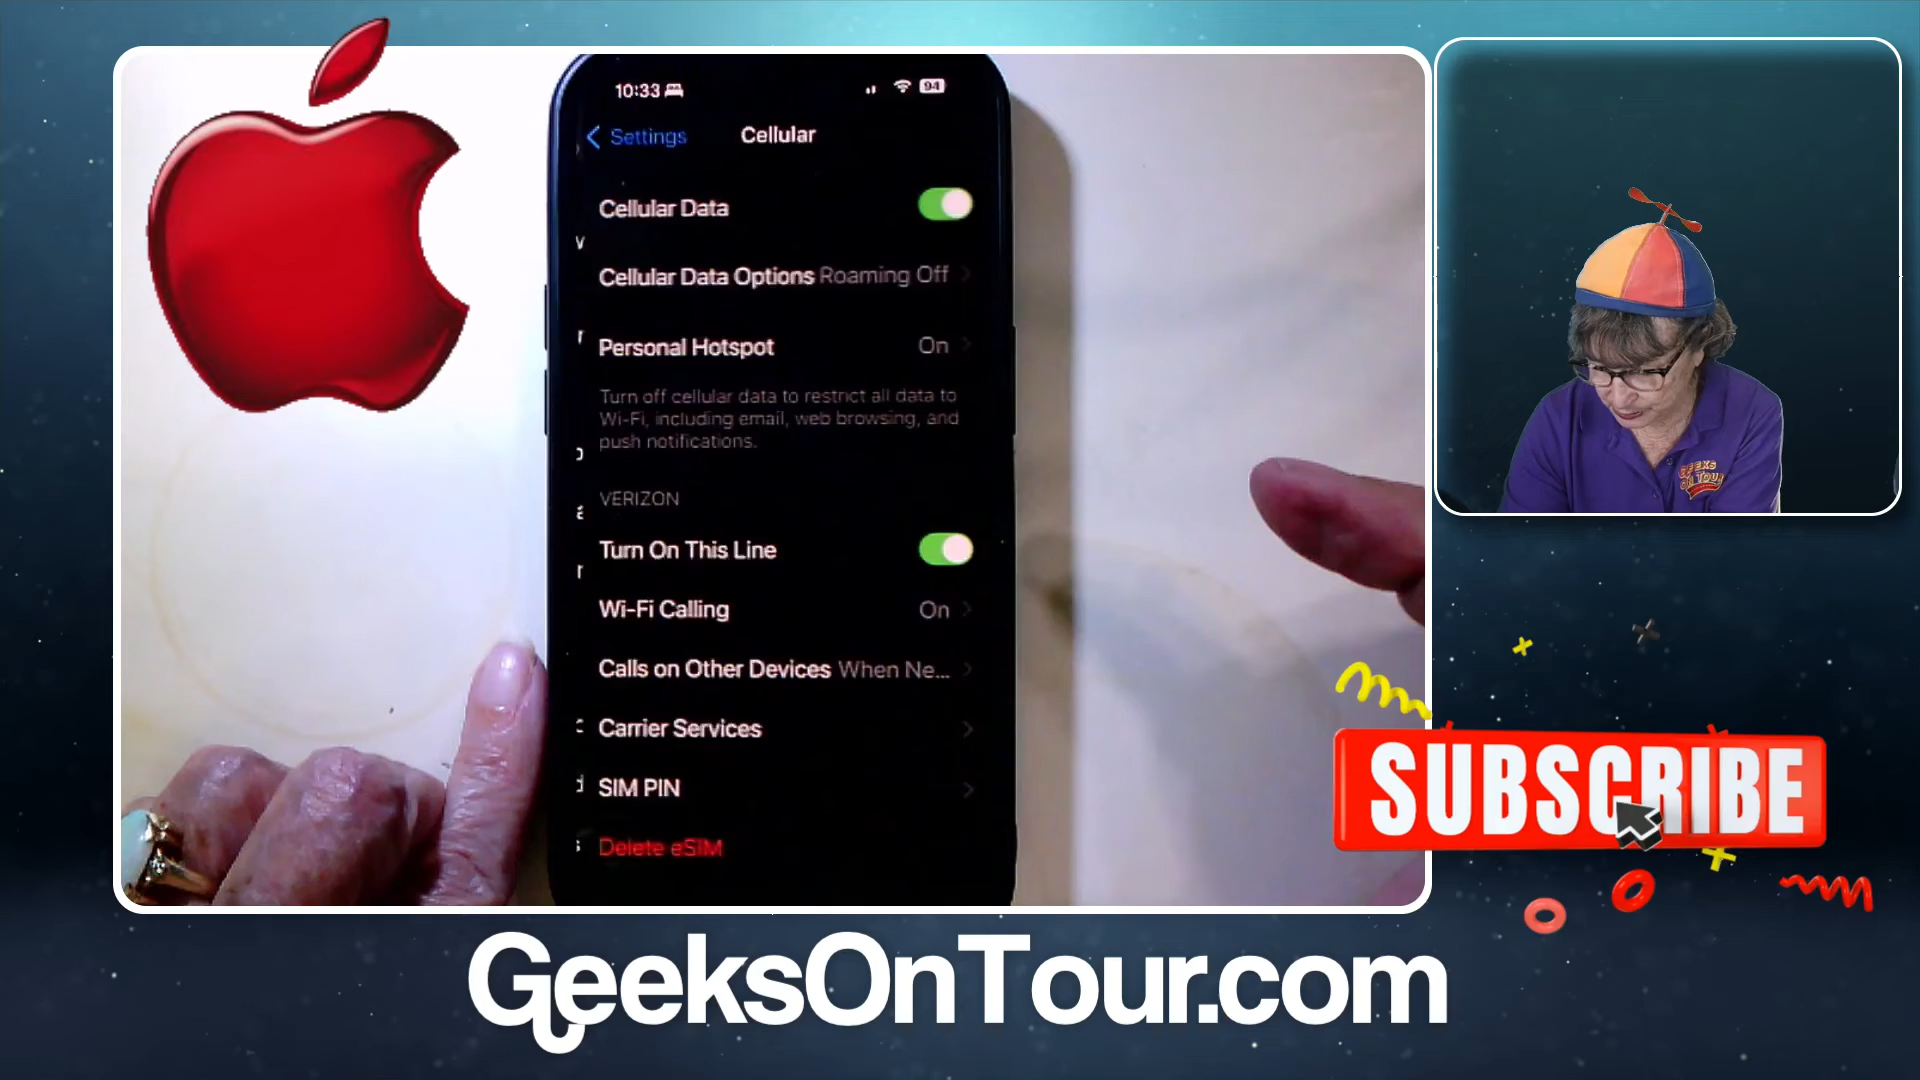 10:33
94
Settings
Cellular
Cellular Data
Cellular Data Options Roaming Off
Personal Hotspot On
Turn off cellular data to restrict all data to
Wi-Fi, including email, web browsing, and
push notifications.
VERIZON
Turn On This Line
Wi-Fi Calling On
Calls on Other Devices When Ne...
Carrier Services
SIM PIN
Delete eSIM
GEEKS
ON TOUR
SUBSCRIBE
GeeksOnTour.com